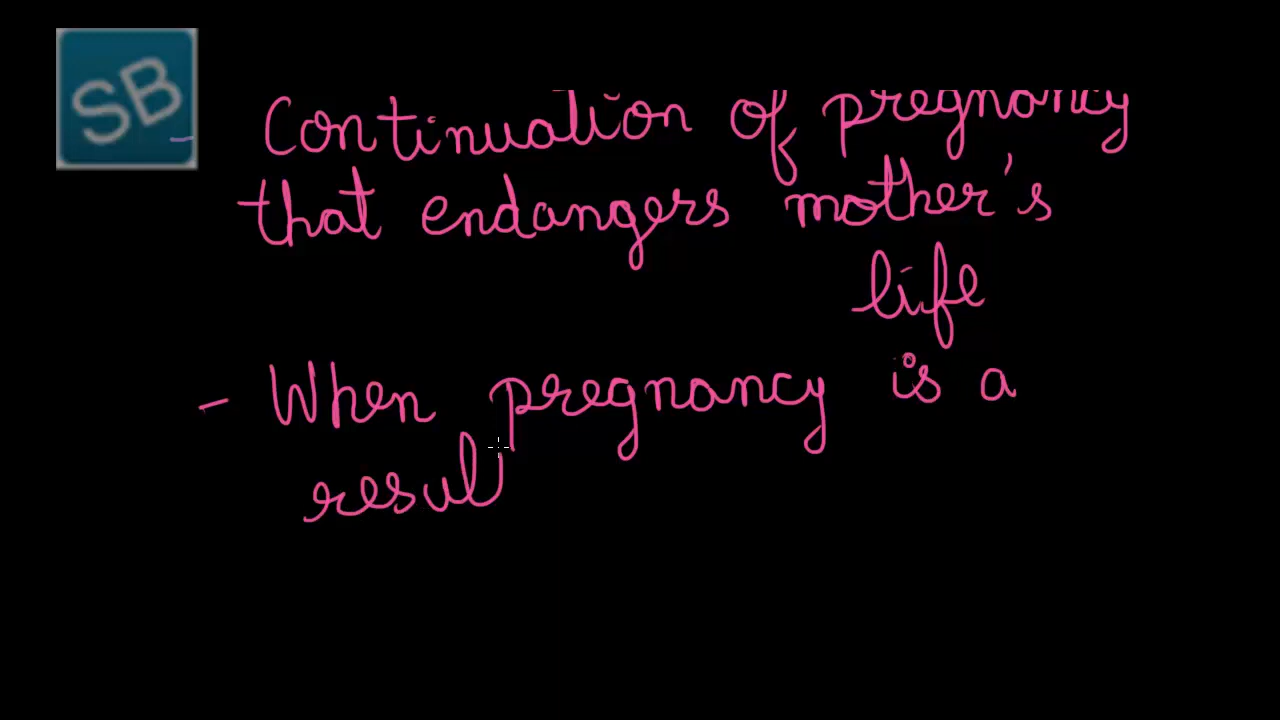 SB
- Continuation of pregnancy
that endangers mother's
life
- When pregnancy is a
resul